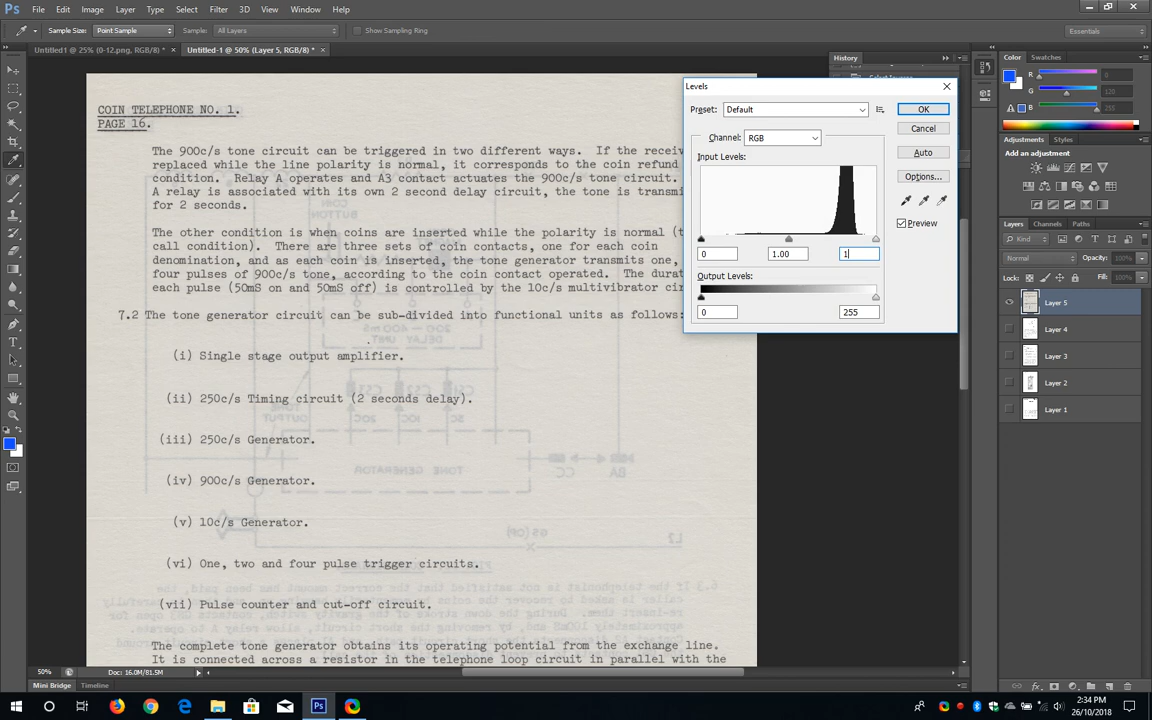 Ps File Edit Image Layer Type Select Filter 3D View Window Help
Sample Size: Point Sample Sample: All Layers Show Sampling Ring Essentials
Untitled1 @ 25% (0-12.png, RGB/8) * × Untitled-1 @ 50% (Layer 5, RGB/8) * ×
History
Color Swatches
R 0
G 120
B 255
Levels
Preset: Default OK
Cancel
Channel: RGB
Auto
Input Levels:
Options...
Preview
0 1.00 1
Output Levels:
0 255
Adjustments Styles
Add an adjustment
Layers Channels Paths
Kind
Normal Opacity:
Lock: Fill:
Layer 5
Layer 4
Layer 3
Layer 2
Layer 1
COIN TELEPHONE NO. 1.
PAGE 16.
The 900c/s tone circuit can be triggered in two different ways. If the receiv
replaced while the line polarity is normal, it corresponds to the coin refund
condition. Relay A operates and A3 contact actuates the 900c/s tone circuit.
A relay is associated with its own 2 second delay circuit, the tone is transmi
for 2 seconds.
The other condition is when coins are inserted while the polarity is normal (t
call condition). There are three sets of coin contacts, one for each coin
denomination, and as each coin is inserted, the tone generator transmits one,
four pulses of 900c/s tone, according to the coin contact operated. The durat
each pulse (50mS on and 50mS off) is controlled by the 10c/s multivibrator cir
7.2 The tone generator circuit can be sub-divided into functional units as follows:
(i) Single stage output amplifier.
(ii) 250c/s Timing circuit (2 seconds delay).
(iii) 250c/s Generator.
(iv) 900c/s Generator.
(v) 10c/s Generator.
(vi) One, two and four pulse trigger circuits.
(vii) Pulse counter and cut-off circuit.
The complete tone generator obtains its operating potential from the exchange line.
It is connected across a resistor in the telephone loop circuit in parallel with the
50% Doc: 16.0M/81.5M
Mini Bridge Timeline
2:34 PM
26/10/2018